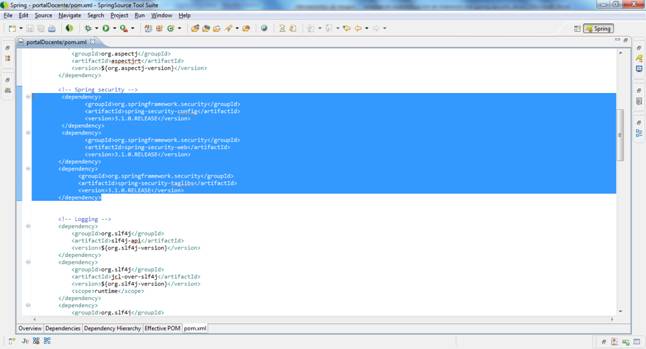 Spring - portalDocente/pom.xml - SpringSource Tool Suite
File Edit Source Navigate Search Project Run Window Help
Spring
portalDocente/pom.xml
<groupId>org.aspectj</groupId>
<artifactId>aspectjrt</artifactId>
<version>${org.aspectj-version}</version>
</dependency>
<!-- Spring security -->
<dependency>
<groupId>org.springframework.security</groupId>
<artifactId>spring-security-config</artifactId>
<version>3.1.0.RELEASE</version>
</dependency>
<dependency>
<groupId>org.springframework.security</groupId>
<artifactId>spring-security-web</artifactId>
<version>3.1.0.RELEASE</version>
</dependency>
<dependency>
<groupId>org.springframework.security</groupId>
<artifactId>spring-security-taglibs</artifactId>
<version>3.1.0.RELEASE</version>
</dependency>
<!-- Logging -->
<dependency>
<groupId>org.slf4j</groupId>
<artifactId>slf4j-api</artifactId>
<version>${org.slf4j-version}</version>
</dependency>
<dependency>
<groupId>org.slf4j</groupId>
<artifactId>jcl-over-slf4j</artifactId>
<version>${org.slf4j-version}</version>
<scope>runtime</scope>
</dependency>
<dependency>
<groupId>org.slf4j</groupId>
Overview Dependencies Dependency Hierarchy Effective POM pom.xml